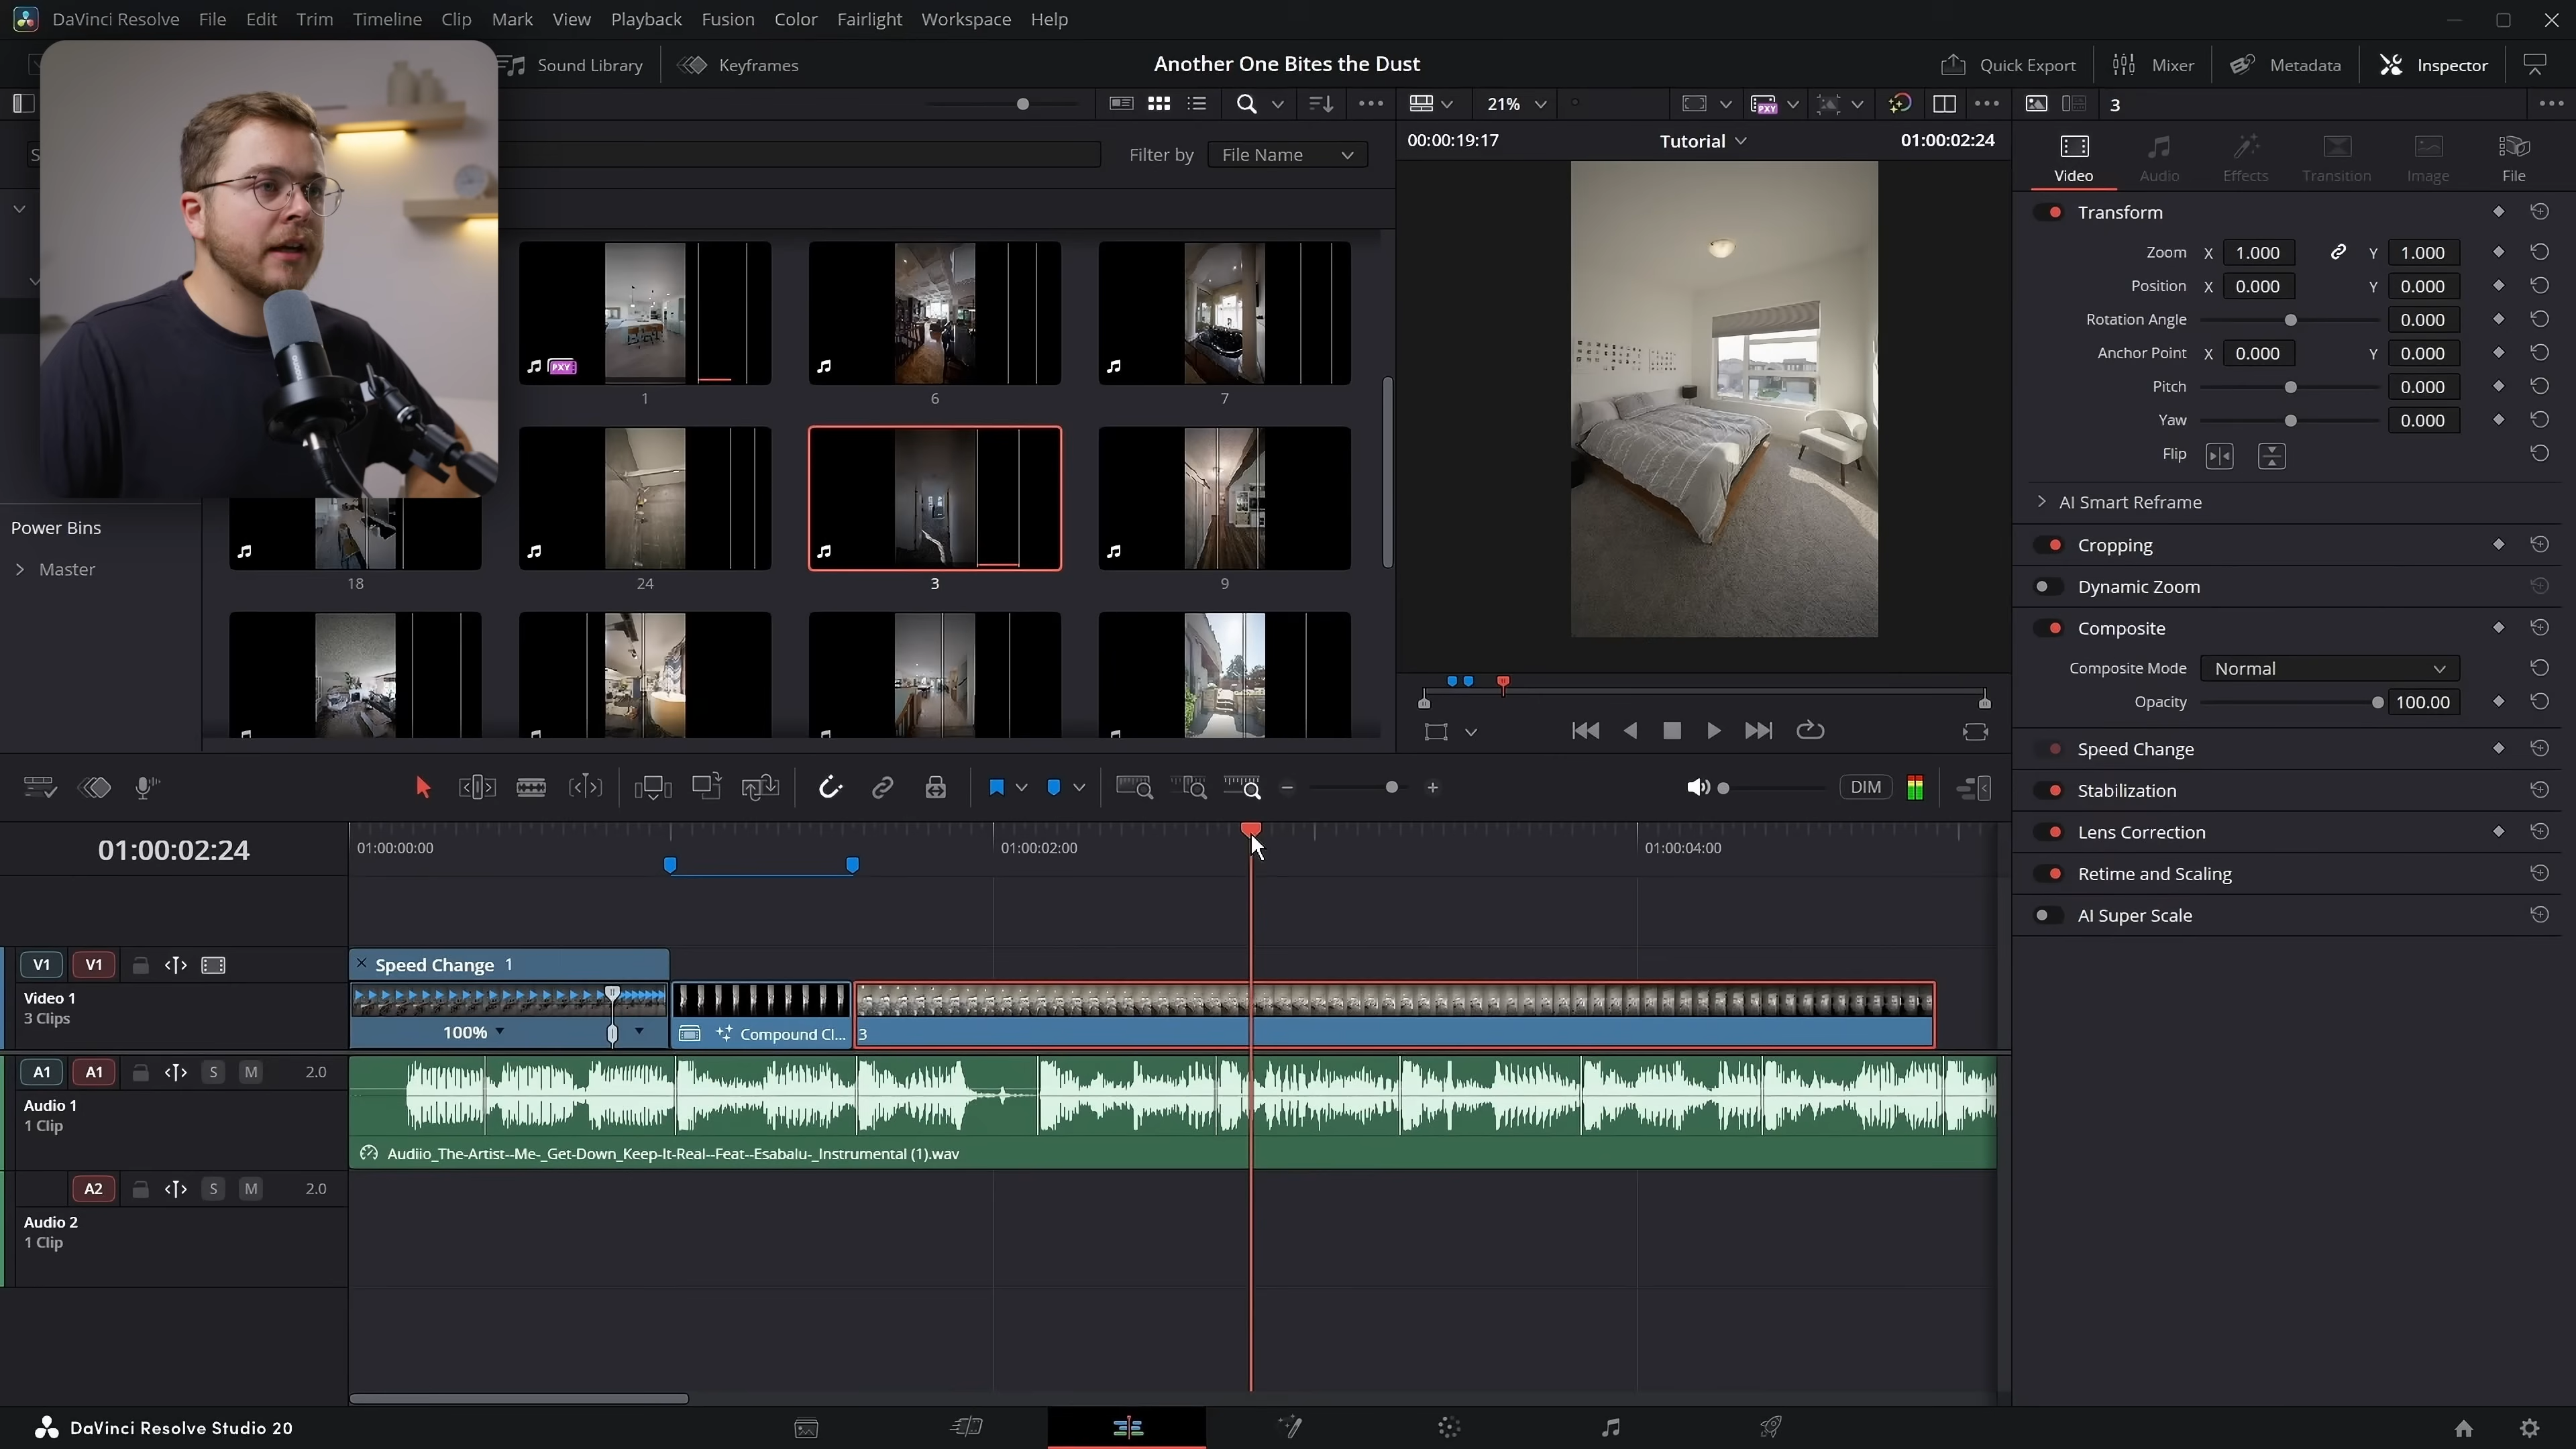 DaVinci Resolve File Edit Trim Timeline Clip Mark View Playback Fusion Color Fairlight Workspace Help
Sound Library Keyframes Another One Bites the Dust Quick Export Mixer Metadata Inspector
21% PXY 3
S Filter by File Name 00:00:19:17 Tutorial 01:00:02:24
Video Audio Effects Transition Image File
Transform
Zoom X 1.000 Y 1.000
Position X 0.000 Y 0.000
Rotation Angle 0.000
Anchor Point X 0.000 Y 0.000
Pitch 0.000
Yaw 0.000
Flip
AI Smart Reframe
Cropping
Dynamic Zoom
Composite
Composite Mode Normal
Opacity 100.00
Speed Change
Stabilization
Lens Correction
Retime and Scaling
AI Super Scale
PXY
1 6 7
18 24 3 9
Power Bins
Master
DIM
01:00:02:24
01:00:00:00 01:00:02:00 01:00:04:00
V1 V1
Video 1
3 Clips
Speed Change 1
100% Compound Cl... 3
A1 A1 S M 2.0
Audio 1
1 Clip
Audiio_The-Artist--Me-_Get-Down_Keep-It-Real--Feat--Esabalu-_Instrumental (1).wav
A2 S M 2.0
Audio 2
1 Clip
DaVinci Resolve Studio 20